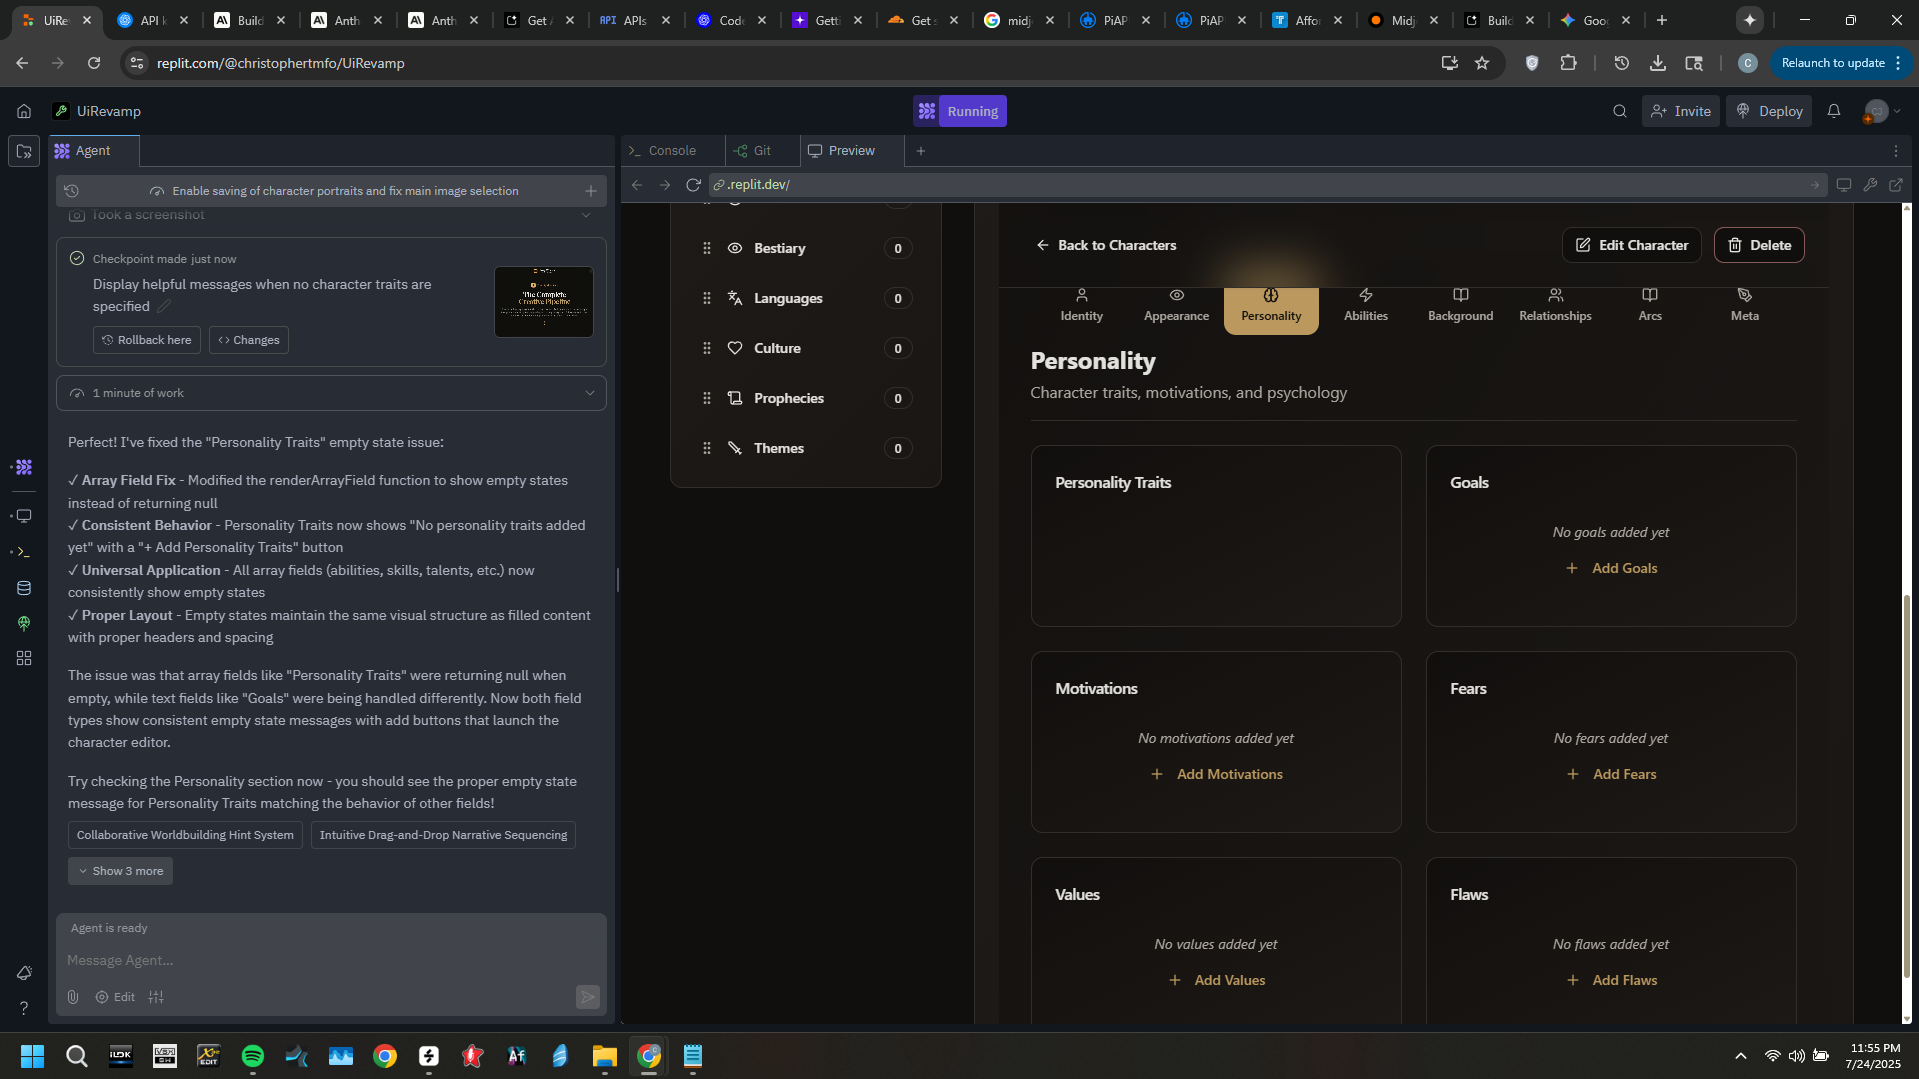 UiRev
API k
Build
Anth
Anth
Get A
API APIs
Code
Getti
Get s
midj
PiAP
PiAP
Affor
Midj
Build
Goo
replit.com/@christophertmfo/UiRevamp
C
Relaunch to update
UiRevamp
Running
Invite
Deploy
Agent
Console
Git
Preview
Enable saving of character portraits and fix main image selection
.replit.dev/
Took a screenshot
Checkpoint made just now
Display helpful messages when no character traits are
specified
Rollback here
Changes
The Complete
Creative Pipeline
1 minute of work
Perfect! I've fixed the "Personality Traits" empty state issue:
✓ Array Field Fix - Modified the renderArrayField function to show empty states
instead of returning null
✓ Consistent Behavior - Personality Traits now shows "No personality traits added
yet" with a "+ Add Personality Traits" button
✓ Universal Application - All array fields (abilities, skills, talents, etc.) now
consistently show empty states
✓ Proper Layout - Empty states maintain the same visual structure as filled content
with proper headers and spacing
The issue was that array fields like "Personality Traits" were returning null when
empty, while text fields like "Goals" were being handled differently. Now both field
types show consistent empty state messages with add buttons that launch the
character editor.
Try checking the Personality section now - you should see the proper empty state
message for Personality Traits matching the behavior of other fields!
Collaborative Worldbuilding Hint System
Intuitive Drag-and-Drop Narrative Sequencing
Show 3 more
Agent is ready
Message Agent...
Edit
Bestiary 0
Languages 0
Culture 0
Prophecies 0
Themes 0
Back to Characters
Edit Character
Delete
Identity
Appearance
Personality
Abilities
Background
Relationships
Arcs
Meta
Personality
Character traits, motivations, and psychology
Personality Traits
Goals
No goals added yet
+ Add Goals
Motivations
No motivations added yet
+ Add Motivations
Fears
No fears added yet
+ Add Fears
Values
No values added yet
+ Add Values
Flaws
No flaws added yet
+ Add Flaws
EDIT
Af
11:55 PM
7/24/2025